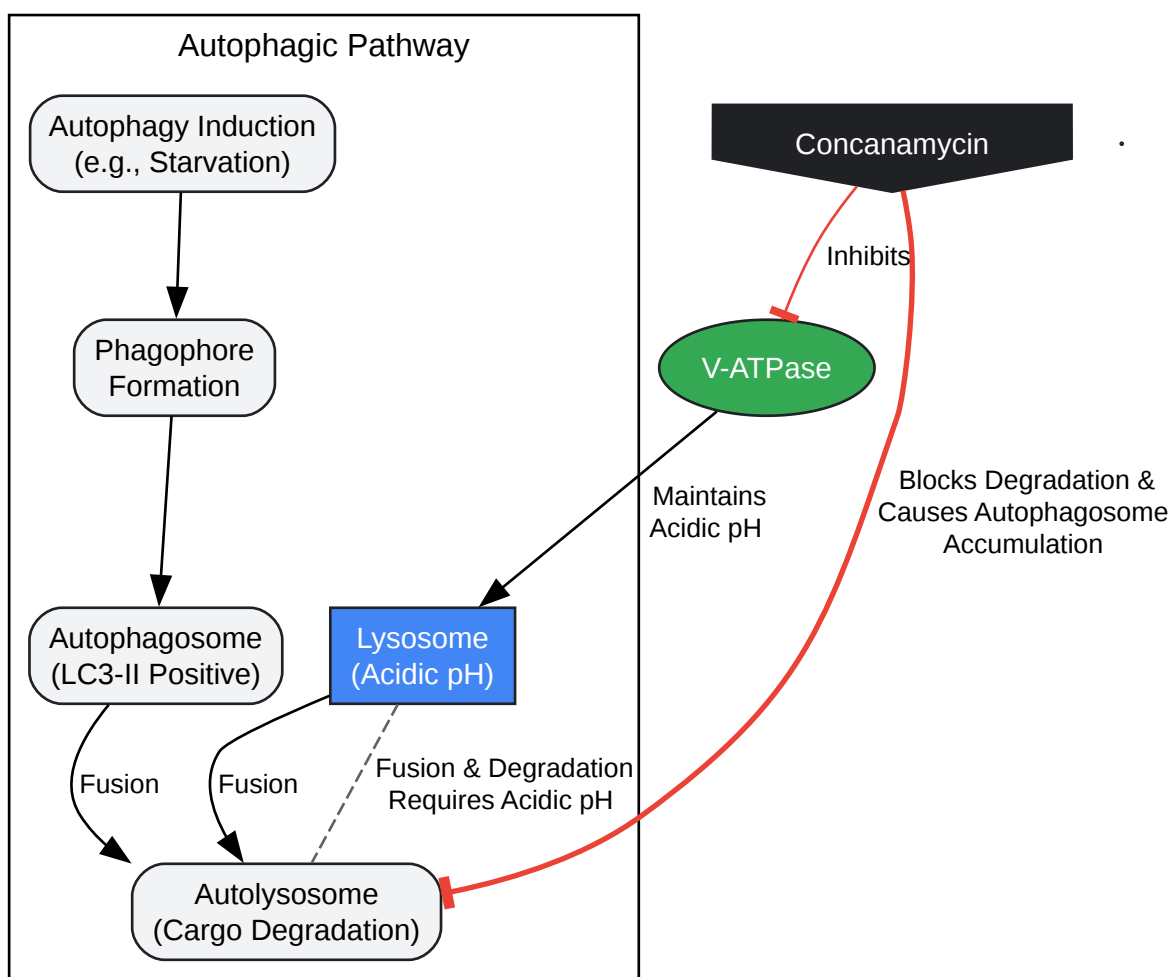 Autophagic Pathway
Autophagy Induction
(e.g., Starvation)
Concanamycin
Inhibits
Phagophore
Formation
V-ATPase
Maintains
Acidic pH
Blocks Degradation &
Causes Autophagosome
Accumulation
Autophagosome
(LC3-II Positive)
Lysosome
(Acidic pH)
Fusion
Fusion
Fusion & Degradation
Requires Acidic pH
Autolysosome
(Cargo Degradation)